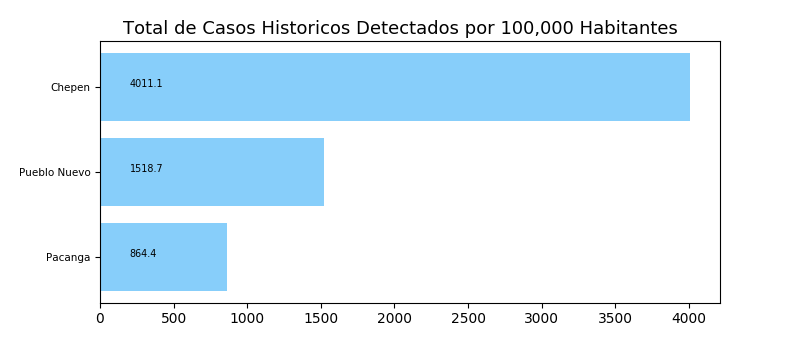 Total de Casos Historicos Detectados por 100,000 Habitantes
Chepen 4011.1
Pueblo Nuevo 1518.7
Pacanga 864.4
0 500 1000 1500 2000 2500 3000 3500 4000